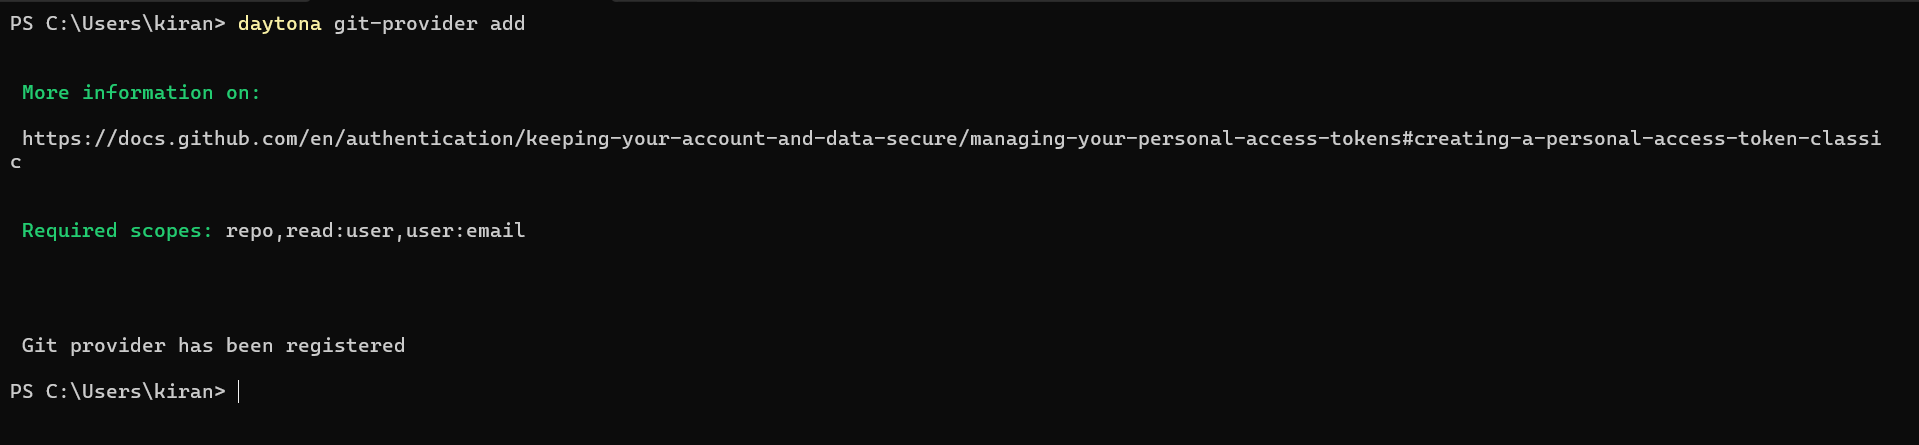 PS C:\Users\kiran> daytona git-provider add
More information on:
https://docs.github.com/en/authentication/keeping-your-account-and-data-secure/managing-your-personal-access-tokens#creating-a-personal-access-token-classi
c
Required scopes: repo,read:user,user:email
Git provider has been registered
PS C:\Users\kiran>